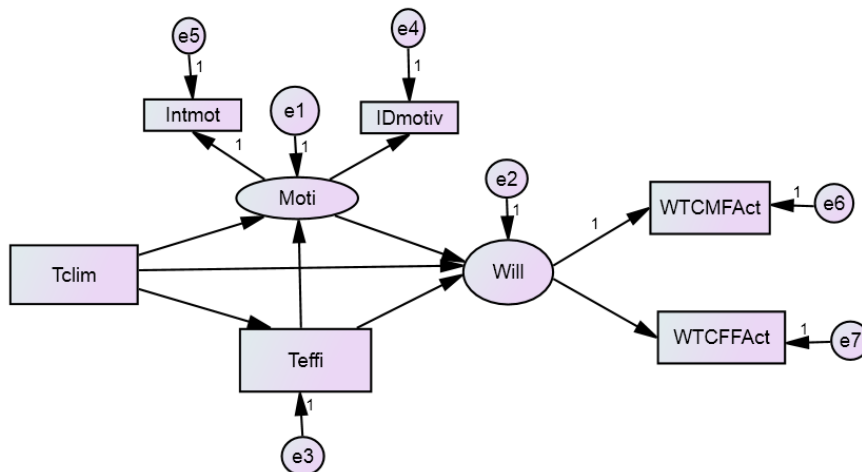 e5
e4
1
1
Intmot
e1
IDmotiv
1
1
e2
Moti
1
WTCMFAct
1
e6
1
Tclim
Will
Teffi
WTCFFAct
1
e7
1
e3